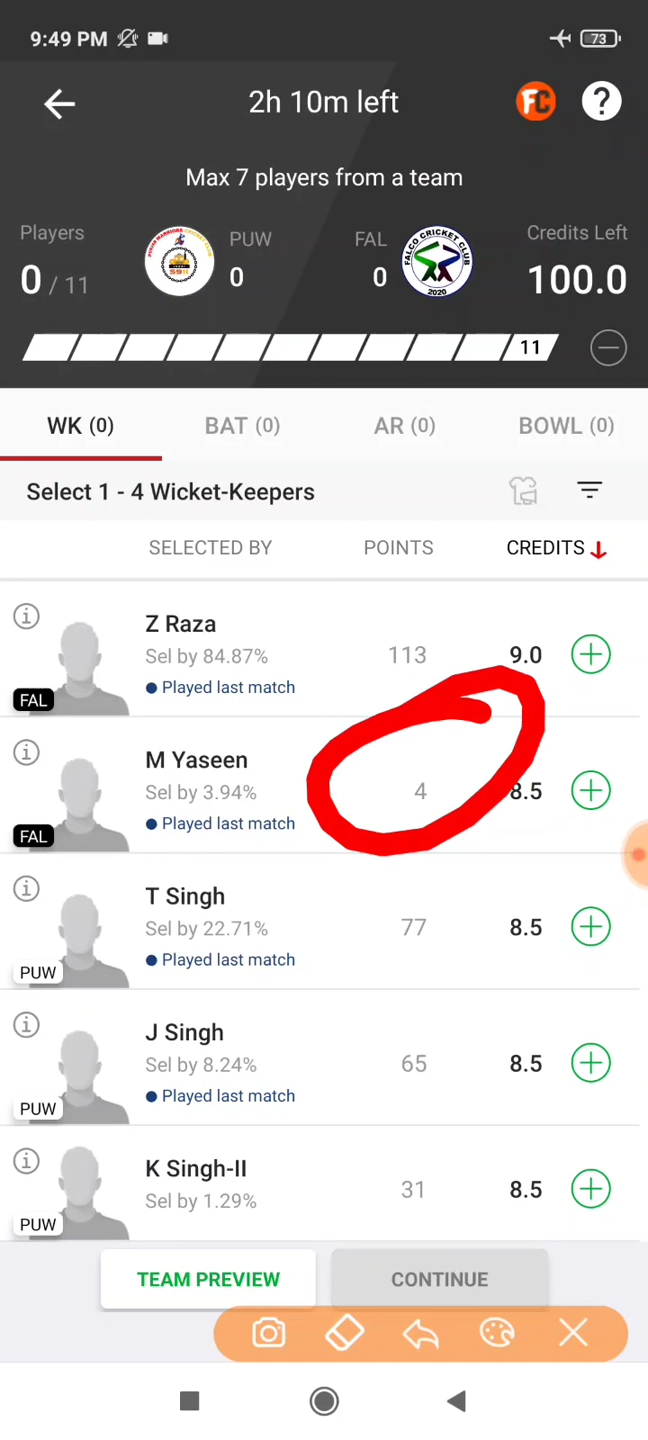 9:49 PM 73
2h 10m left FC ?
Max 7 players from a team
Players PUW FAL Credits Left
0 / 11 0 0 100.0
FALCO CRICKET CLUB
2020
11
WK (0) BAT (0) AR (0) BOWL (0)
Select 1 - 4 Wicket-Keepers
SELECTED BY POINTS CREDITS
Z Raza
Sel by 84.87% 113 9.0
Played last match
FAL
M Yaseen
Sel by 3.94% 4 8.5
Played last match
FAL
T Singh
Sel by 22.71% 77 8.5
Played last match
PUW
J Singh
Sel by 8.24% 65 8.5
Played last match
PUW
K Singh-II
Sel by 1.29% 31 8.5
PUW
TEAM PREVIEW CONTINUE